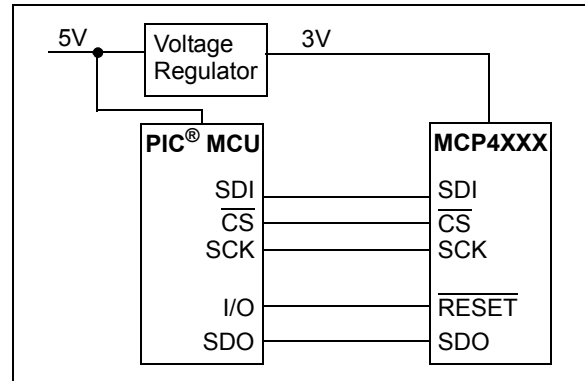 5V
Voltage
Regulator
3V
PIC® MCU
MCP4XXX
SDI
SDI
CS
CS
SCK
SCK
I/O
RESET
SDO
SDO